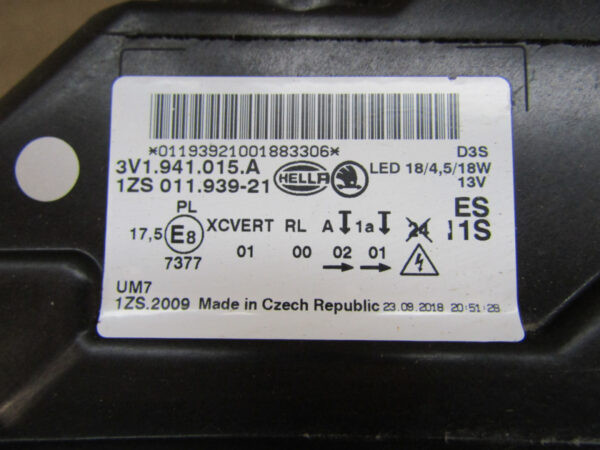 *011939210018833​06*
3V1.941.015.A
1ZS 011.939-21
HELLA
D3S
LED 18/4,5/18W
13V
PL
17,5 E8
7377
XCVERT RL A 1a 24
01 00 02 01
ES
11S
UM7
1ZS.2009 Made in Czech Republic 23.09.2018 20:51:28